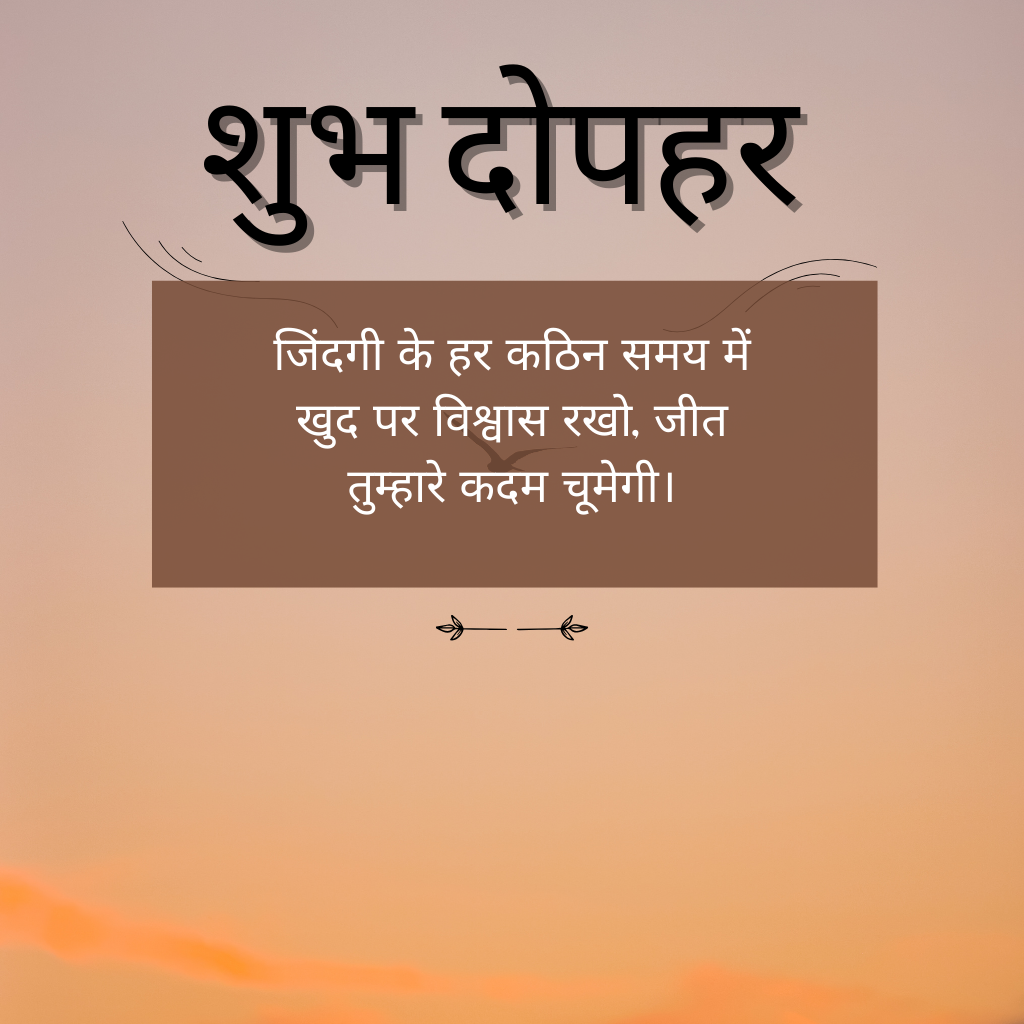 शुभ दोपहर
जिंदगी के हर कठिन समय में
खुद पर विश्वास रखो, जीत
तुम्हारे कदम चूमेगी।